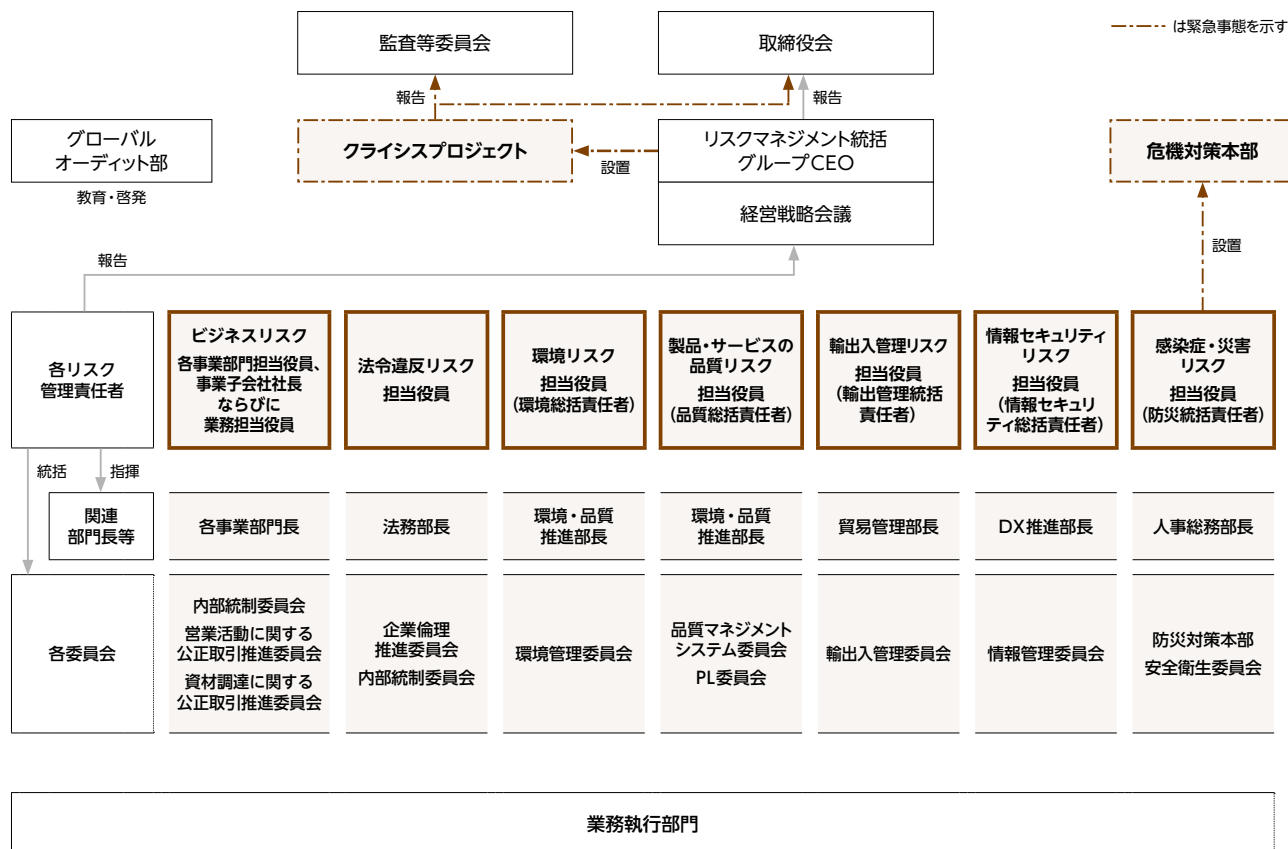 は緊急事態を示す
監査等委員会
取締役会
報告
報告
グローバル
オーディット部
教育・啓発
クライシスプロジェクト
設置
リスクマネジメント統括
グループCEO
経営戦略会議
危機対策本部
設置
報告
各リスク
管理責任者
ビジネスリスク
各事業部門担当役員、
事業子会社社長
ならびに
業務担当役員
法令違反リスク
担当役員
環境リスク
担当役員
(環境総括責任者)
製品・サービスの
品質リスク
担当役員
(品質総括責任者)
輸出入管理リスク
担当役員
(輸出管理統括
責任者)
情報セキュリティ
リスク
担当役員
(情報セキュリ
ティ総括責任者)
感染症・災害
リスク
担当役員
(防災統括責任者)
統括
指揮
関連
部門長等
各事業部門長
法務部長
環境・品質
推進部長
環境・品質
推進部長
貿易管理部長
DX推進部長
人事総務部長
各委員会
内部統制委員会
営業活動に関する
公正取引推進委員会
資材調達に関する
公正取引推進委員会
企業倫理
推進委員会
内部統制委員会
環境管理委員会
品質マネジメント
システム委員会
PL委員会
輸出入管理委員会
情報管理委員会
防災対策本部
安全衛生委員会
業務執行部門